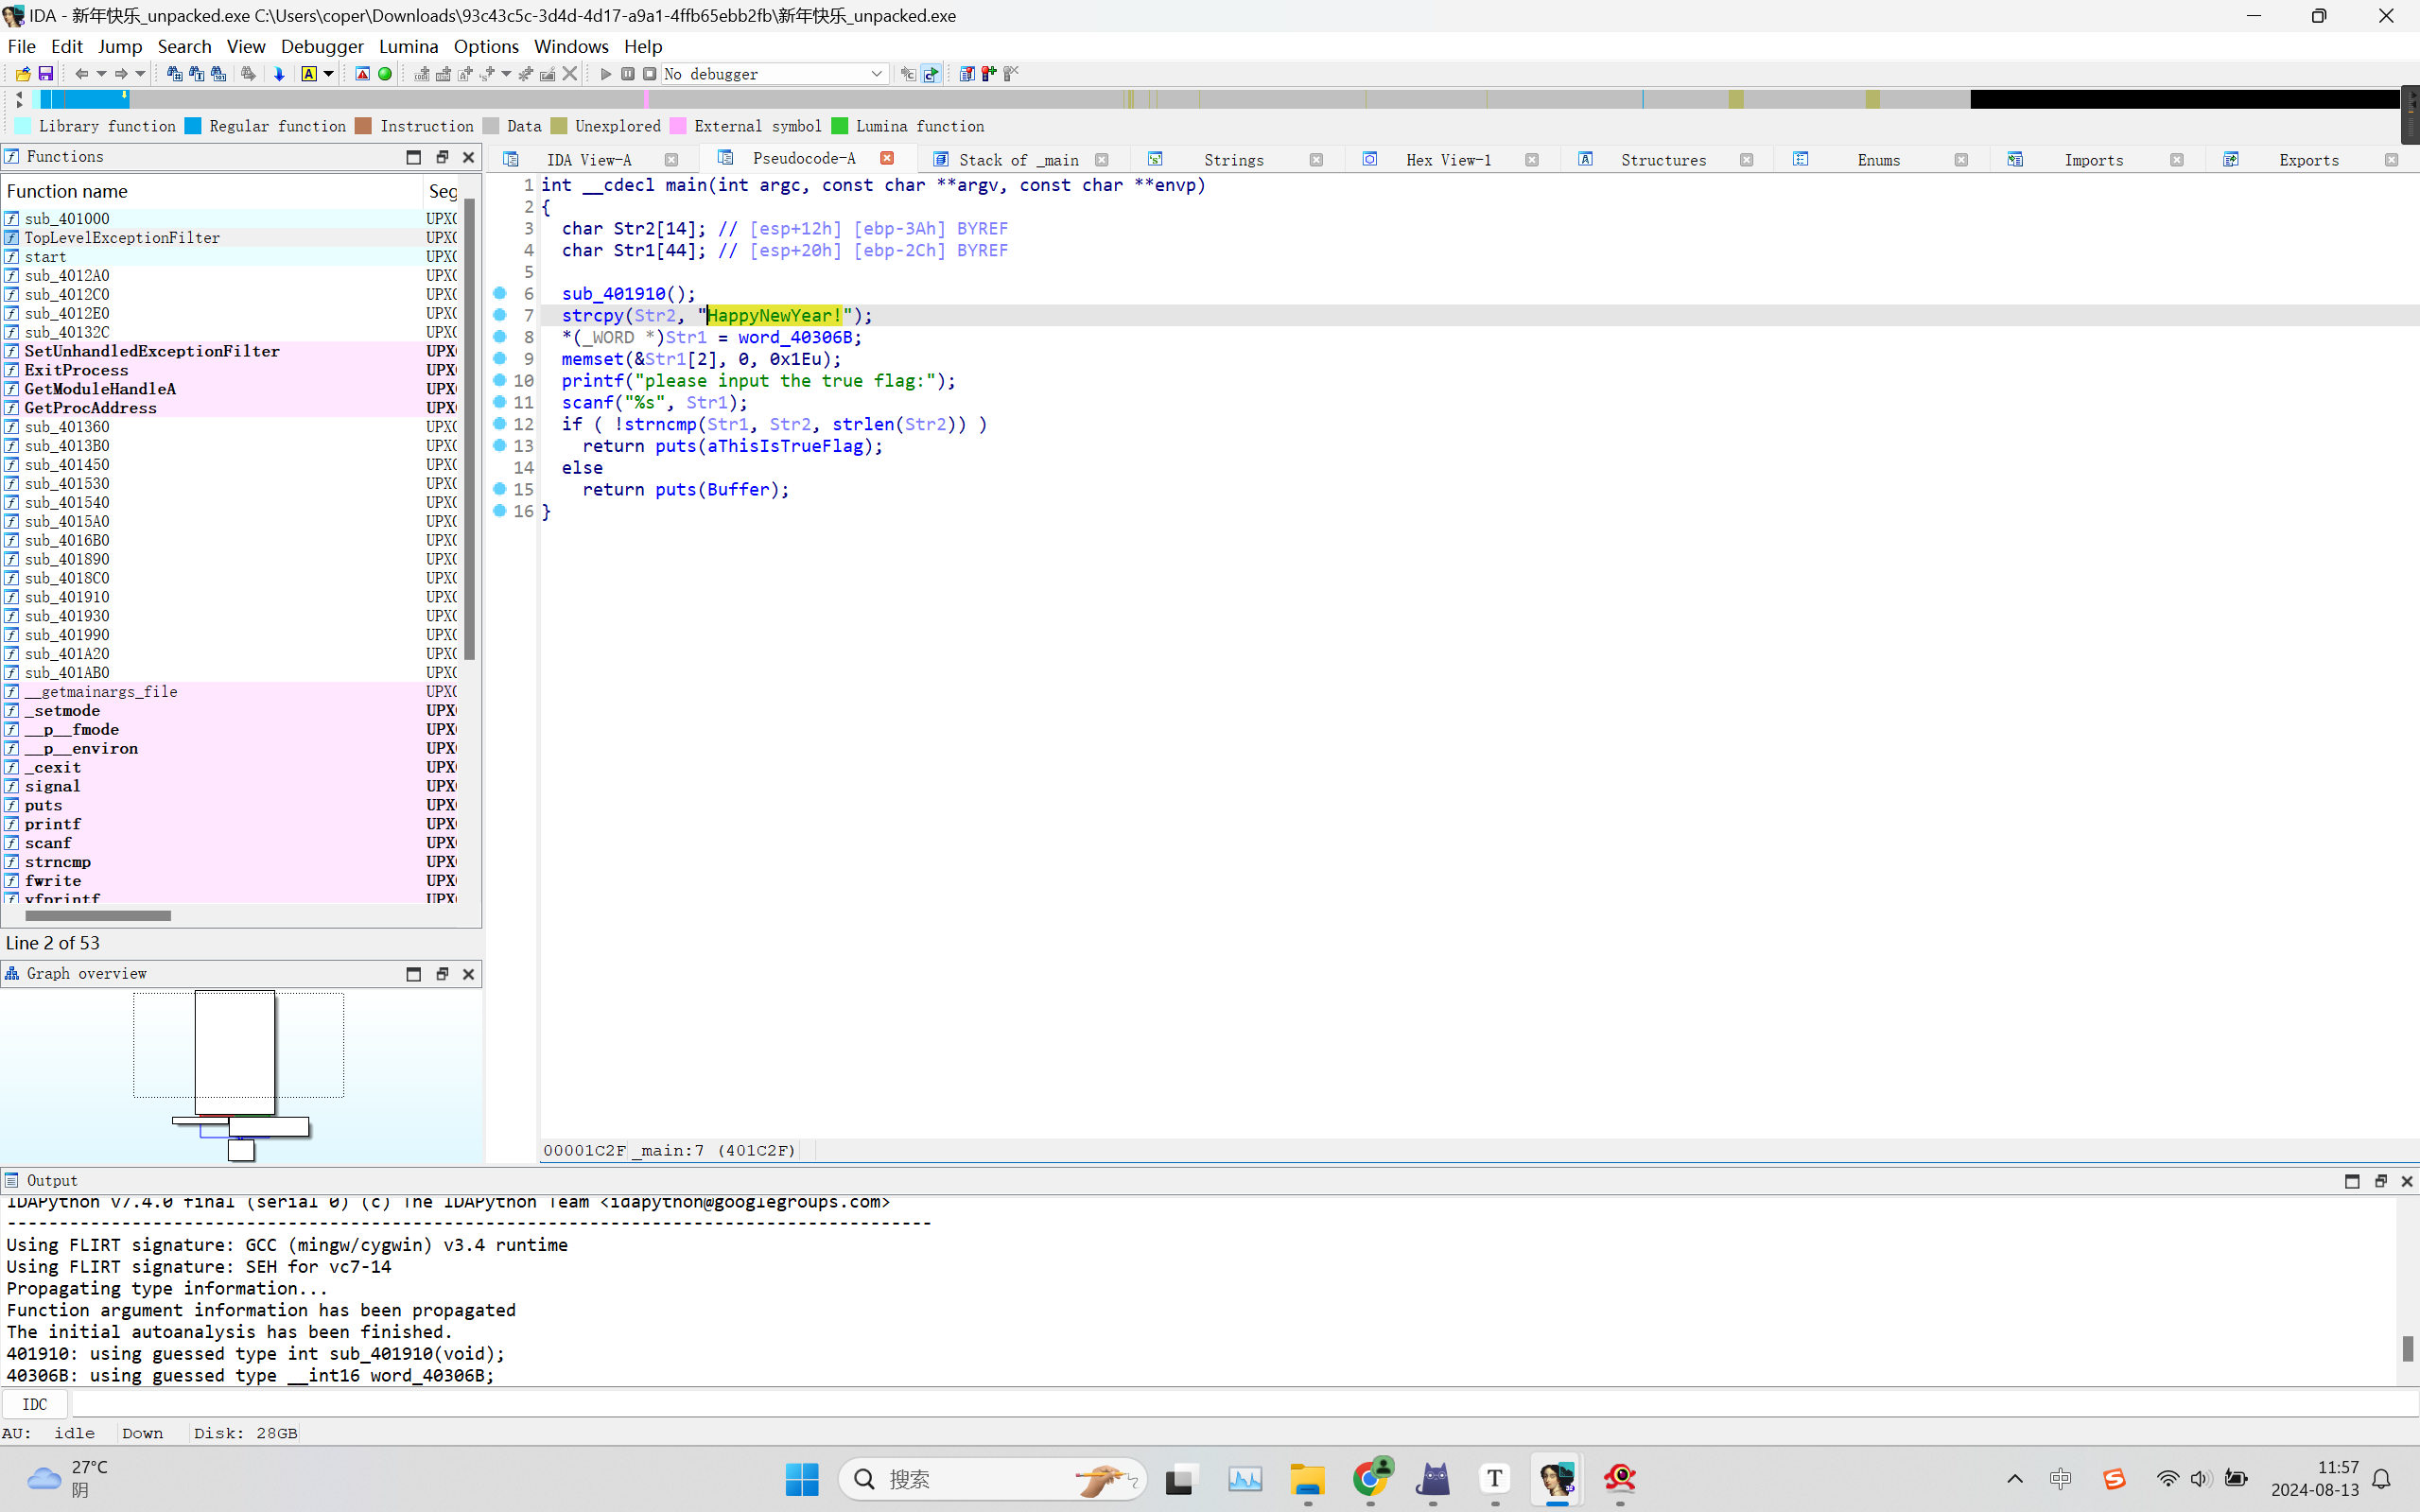 IDA - 新年快乐_unpacked.exe C:\Users\coper\Downloads\93c43c5c-3d4d-4d17-a9a1-4ffb65ebb2fb\新年快乐_unpacked.exe
File Edit Jump Search View Debugger Lumina Options Windows Help
No debugger
Library function Regular function Instruction Data Unexplored External symbol Lumina function
Functions
IDA View-A Pseudocode-A Stack of _main Strings Hex View-1 Structures Enums Imports Exports
Function name Seg
sub_401000 UPX(
TopLevelExceptionFilter UPX(
start UPX(
sub_4012A0 UPX(
sub_4012C0 UPX(
sub_4012E0 UPX(
sub_40132C UPX(
SetUnhandledExceptionFilter UPX(
ExitProcess UPX(
GetModuleHandleA UPX(
GetProcAddress UPX(
sub_401360 UPX(
sub_4013B0 UPX(
sub_401450 UPX(
sub_401530 UPX(
sub_401540 UPX(
sub_4015A0 UPX(
sub_4016B0 UPX(
sub_401890 UPX(
sub_4018C0 UPX(
sub_401910 UPX(
sub_401930 UPX(
sub_401990 UPX(
sub_401A20 UPX(
sub_401AB0 UPX(
__getmainargs_file UPX(
_setmode UPX(
__p__fmode UPX(
__p__environ UPX(
_cexit UPX(
signal UPX(
puts UPX(
printf UPX(
scanf UPX(
strncmp UPX(
fwrite UPX(
vfprintf UPX(
Line 2 of 53
Graph overview
1 int __cdecl main(int argc, const char **argv, const char **envp)
2 {
3 char Str2[14]; // [esp+12h] [ebp-3Ah] BYREF
4 char Str1[44]; // [esp+20h] [ebp-2Ch] BYREF
5
6 sub_401910();
7 strcpy(Str2, "HappyNewYear!");
8 *(_WORD *)Str1 = word_40306B;
9 memset(&Str1[2], 0, 0x1Eu);
10 printf("please input the true flag:");
11 scanf("%s", Str1);
12 if ( !strncmp(Str1, Str2, strlen(Str2)) )
13 return puts(aThisIsTrueFlag);
14 else
15 return puts(Buffer);
16 }
00001C2F _main:7 (401C2F)
Output
IDAPython v7.4.0 final (serial 0) (c) The IDAPython Team <idapython@googlegroups.com>
-----------------------------------------------------------------------------------------
Using FLIRT signature: GCC (mingw/cygwin) v3.4 runtime
Using FLIRT signature: SEH for vc7-14
Propagating type information...
Function argument information has been propagated
The initial autoanalysis has been finished.
401910: using guessed type int sub_401910(void);
40306B: using guessed type __int16 word_40306B;
IDC
AU: idle Down Disk: 28GB
27°C
阴
搜索
中
11:57
2024-08-13